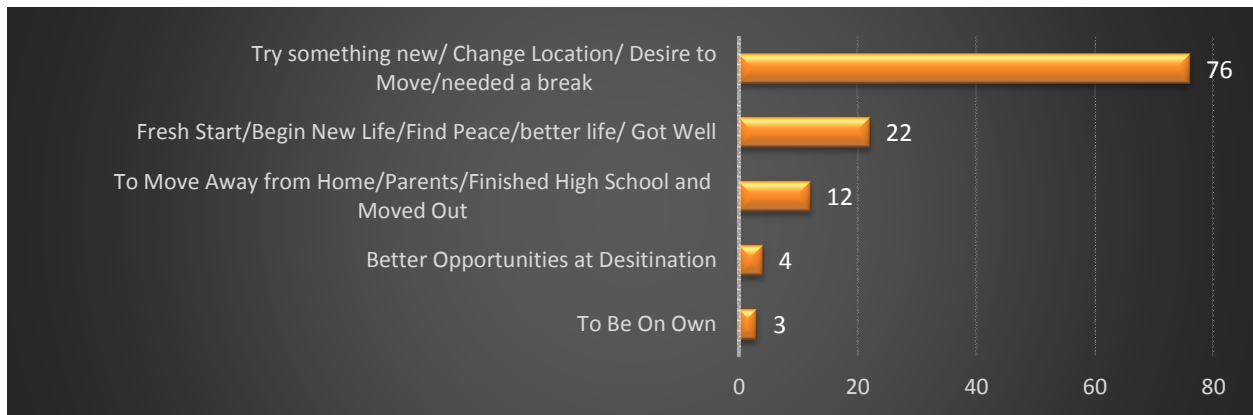 Try something new/ Change Location/ Desire to
Move/needed a break
76
Fresh Start/Begin New Life/Find Peace/better life/ Got Well
22
To Move Away from Home/Parents/Finished High School and
Moved Out
12
Better Opportunities at Desitination
4
To Be On Own
3
0 20 40 60 80